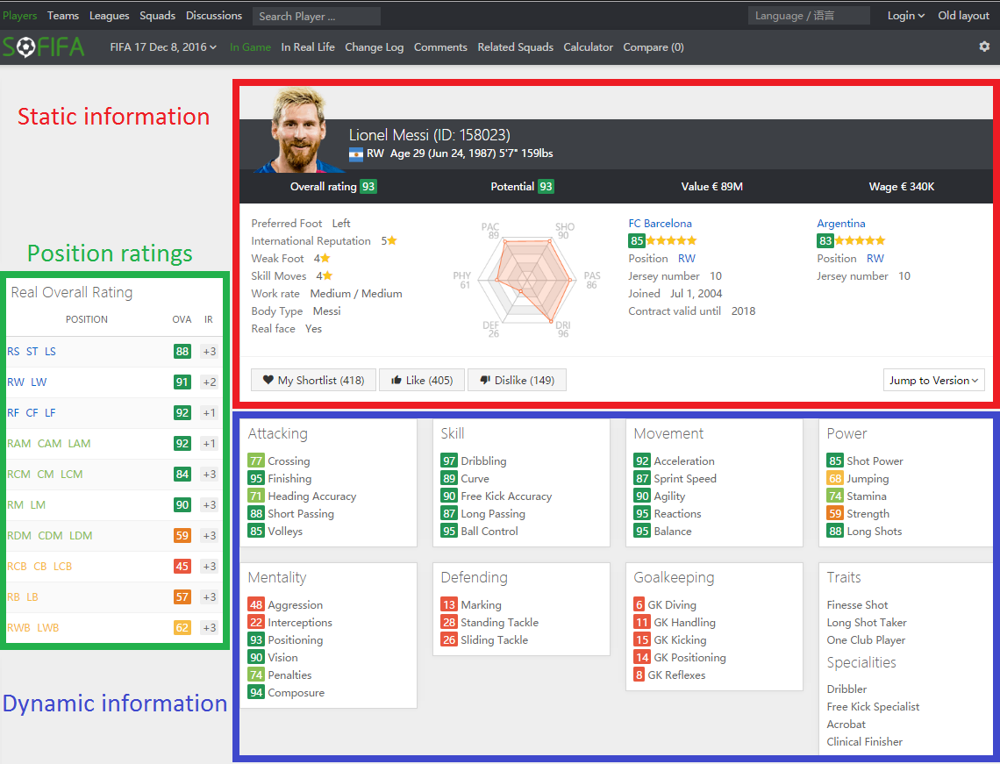 Players Teams Leagues Squads Discussions Search Player ... Language / 语言 Login Old layout
SOFIFA FIFA 17 Dec 8, 2016 In Game In Real Life Change Log Comments Related Squads Calculator Compare (0)
Static information
Lionel Messi (ID: 158023)
RW Age 29 (Jun 24, 1987) 5'7" 159lbs
Overall rating 93 Potential 93 Value € 89M Wage € 340K
Preferred Foot Left
International Reputation 5
Weak Foot 4
Skill Moves 4
Work rate Medium / Medium
Body Type Messi
Real face Yes
PAC 89
SHO 90
PHY 61
PAS 86
DEF 26
DRI 96
FC Barcelona
85
Position RW
Jersey number 10
Joined Jul 1, 2004
Contract valid until 2018
Argentina
83
Position RW
Jersey number 10
My Shortlist (418) Like (405) Dislike (149) Jump to Version
Position ratings
Real Overall Rating
POSITION OVA IR
RS ST LS 88 +3
RW LW 91 +2
RF CF LF 92 +1
RAM CAM LAM 92 +1
RCM CM LCM 84 +3
RM LM 90 +3
RDM CDM LDM 59 +3
RCB CB LCB 45 +3
RB LB 57 +3
RWB LWB 62 +3
Dynamic information
Attacking
77 Crossing
95 Finishing
71 Heading Accuracy
88 Short Passing
85 Volleys
Skill
97 Dribbling
89 Curve
90 Free Kick Accuracy
87 Long Passing
95 Ball Control
Movement
92 Acceleration
87 Sprint Speed
90 Agility
95 Reactions
95 Balance
Power
85 Shot Power
68 Jumping
74 Stamina
59 Strength
88 Long Shots
Mentality
48 Aggression
22 Interceptions
93 Positioning
90 Vision
74 Penalties
94 Composure
Defending
13 Marking
28 Standing Tackle
26 Sliding Tackle
Goalkeeping
6 GK Diving
11 GK Handling
15 GK Kicking
14 GK Positioning
8 GK Reflexes
Traits
Finesse Shot
Long Shot Taker
One Club Player
Specialities
Dribbler
Free Kick Specialist
Acrobat
Clinical Finisher